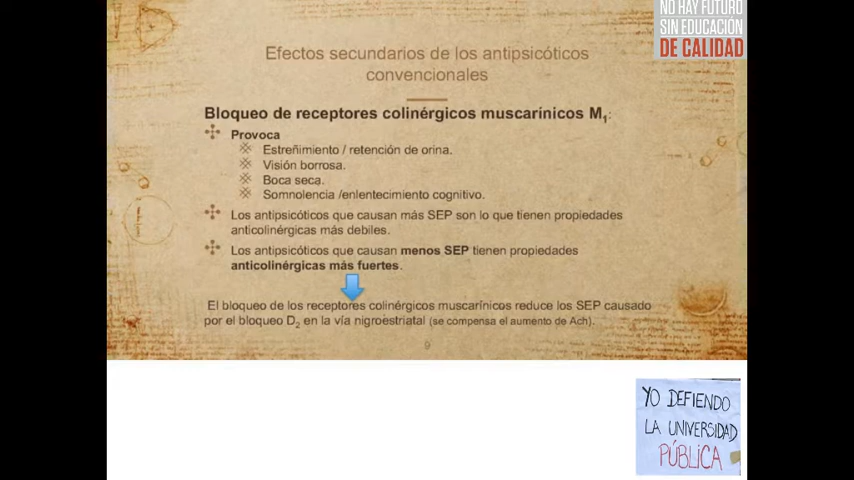 NO HAY FUTURO
SIN EDUCACIÓN
DE CALIDAD
Efectos secundarios de los antipsicóticos
convencionales
Bloqueo de receptores colinérgicos muscarínicos M1:
Provoca
Estreñimiento / retención de orina.
Visión borrosa.
Boca seca.
Somnolencia /enlentecimiento cognitivo.
Los antipsicóticos que causan más SEP son lo que tienen propiedades
anticolinérgicas más debiles.
Los antipsicóticos que causan menos SEP tienen propiedades
anticolinérgicas más fuertes.
El bloqueo de los receptores colinérgicos muscarínicos reduce los SEP causado
por el bloqueo D2 en la vía nigroestriatal (se compensa el aumento de Ach).
9
YO DEFIENDO
LA UNIVERSIDAD
PÚBLICA